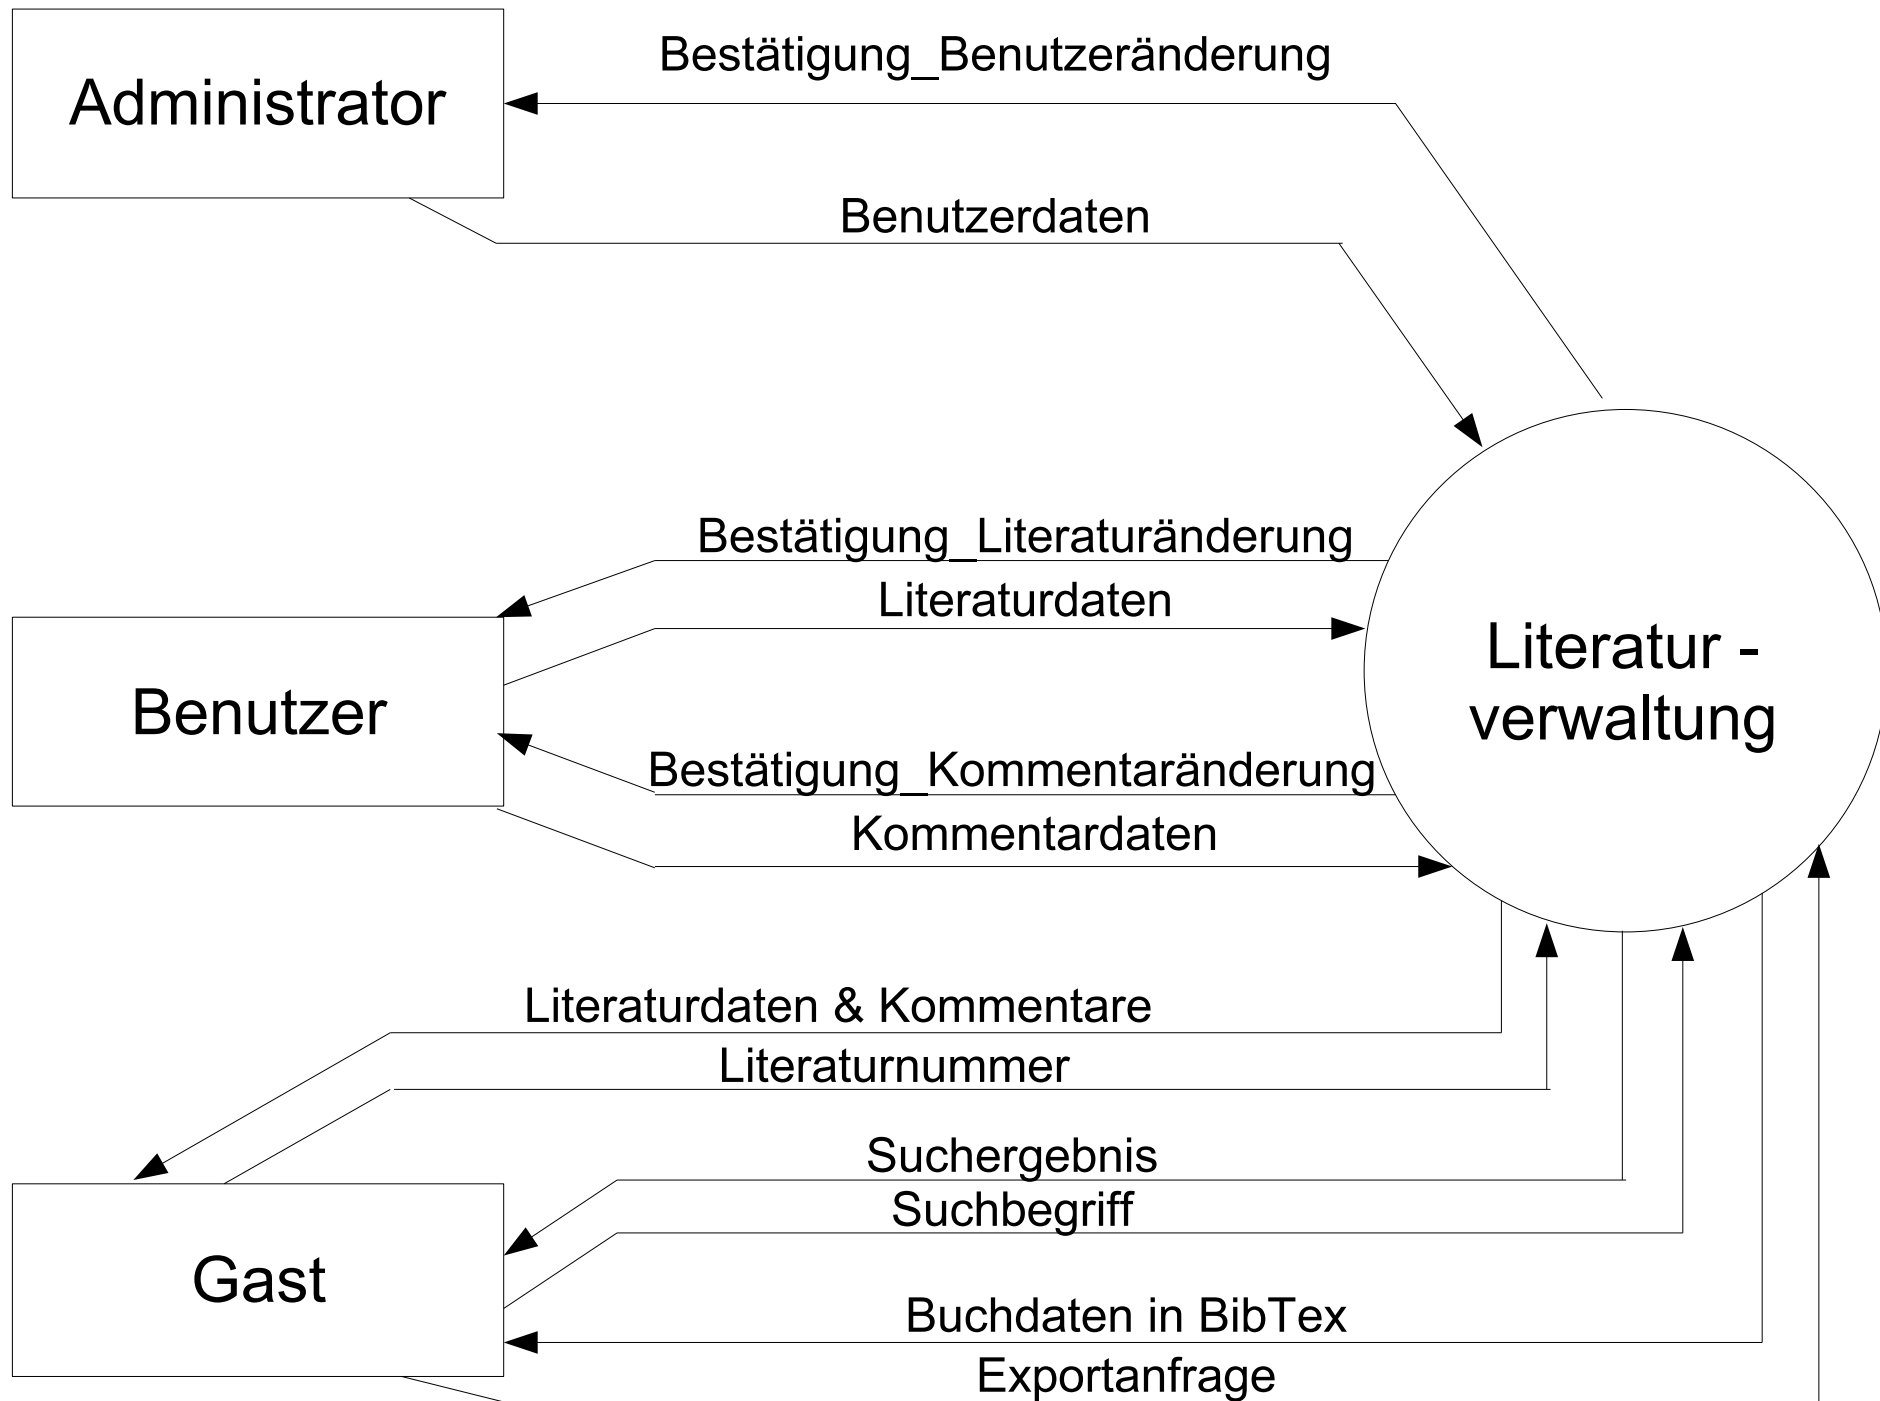 Bestätigung_Benutzeränderung
Administrator
Benutzerdaten
Bestätigung_Literaturänderung
Literaturdaten
Literatur -
verwaltung
Benutzer
Bestätigung_Kommentaränderung
Kommentardaten
Literaturdaten & Kommentare
Literaturnummer
Suchergebnis
Suchbegriff
Gast
Buchdaten in BibTex
Exportanfrage